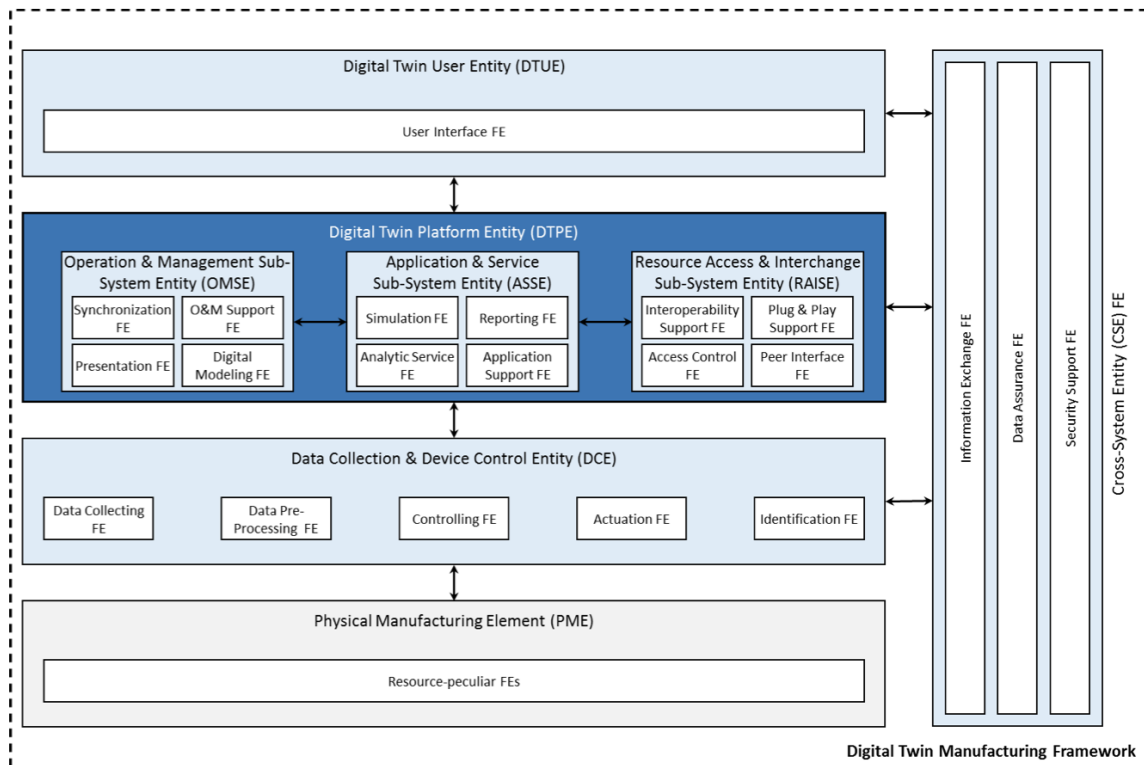 Digital Twin User Entity (DTUE)
User Interface FE
Digital Twin Platform Entity (DTPE)
Operation & Management Sub-
System Entity (OMSE)
Synchronization
FE
O&M Support
FE
Presentation FE
Digital
Modeling FE
Application & Service
Sub-System Entity (ASSE)
Simulation FE
Reporting FE
Analytic Service
FE
Application
Support FE
Resource Access & Interchange
Sub-System Entity (RAISE)
Interoperability
Support FE
Plug & Play
Support FE
Access Control
FE
Peer Interface
FE
Data Collection & Device Control Entity (DCE)
Data Collecting
FE
Data Pre-
Processing FE
Controlling FE
Actuation FE
Identification FE
Physical Manufacturing Element (PME)
Resource-peculiar FEs
Information Exchange FE
Data Assurance FE
Security Support FE
Cross-System Entity (CSE) FE
Digital Twin Manufacturing Framework